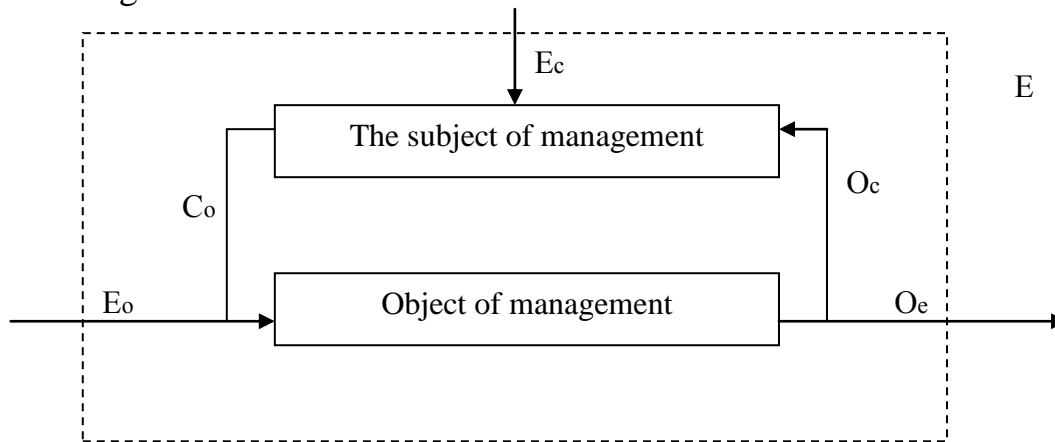 Ec
E
The subject of management
Oc
Co
Object of management
Eo
Oe